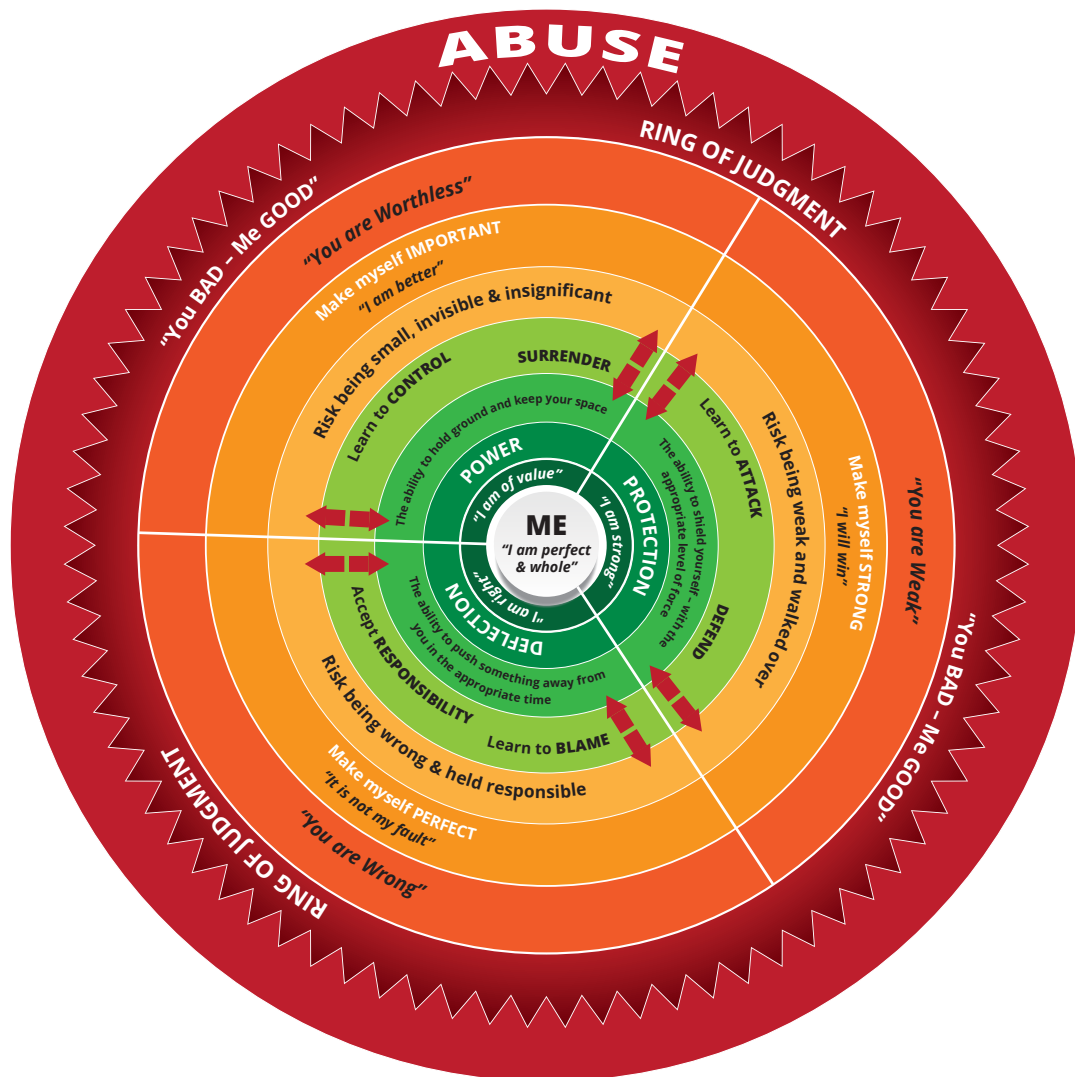 ABUSE
RING OF JUDGMENT
"You BAD – Me GOOD"
"You are Worthless"
Make myself IMPORTANT
"I am better"
Risk being small, invisible & insignificant
Learn to CONTROL
SURRENDER
The ability to hold ground and keep your space
POWER
"I am of value"
ME
"I am perfect
& whole"
"I am strong"
PROTECTION
The ability to shield yourself – with the
appropriate level of force
Learn to ATTACK
DEFEND
Risk being weak and walked over
Make myself STRONG
"I will win"
"You are Weak"
"You BAD – Me GOOD"
"I am right"
DEFLECTION
The ability to push something away from
you in the appropriate time
Accept RESPONSIBILITY
Learn to BLAME
Risk being wrong & held responsible
Make myself PERFECT
"It is not my fault"
"You are Wrong"
RING OF JUDGMENT